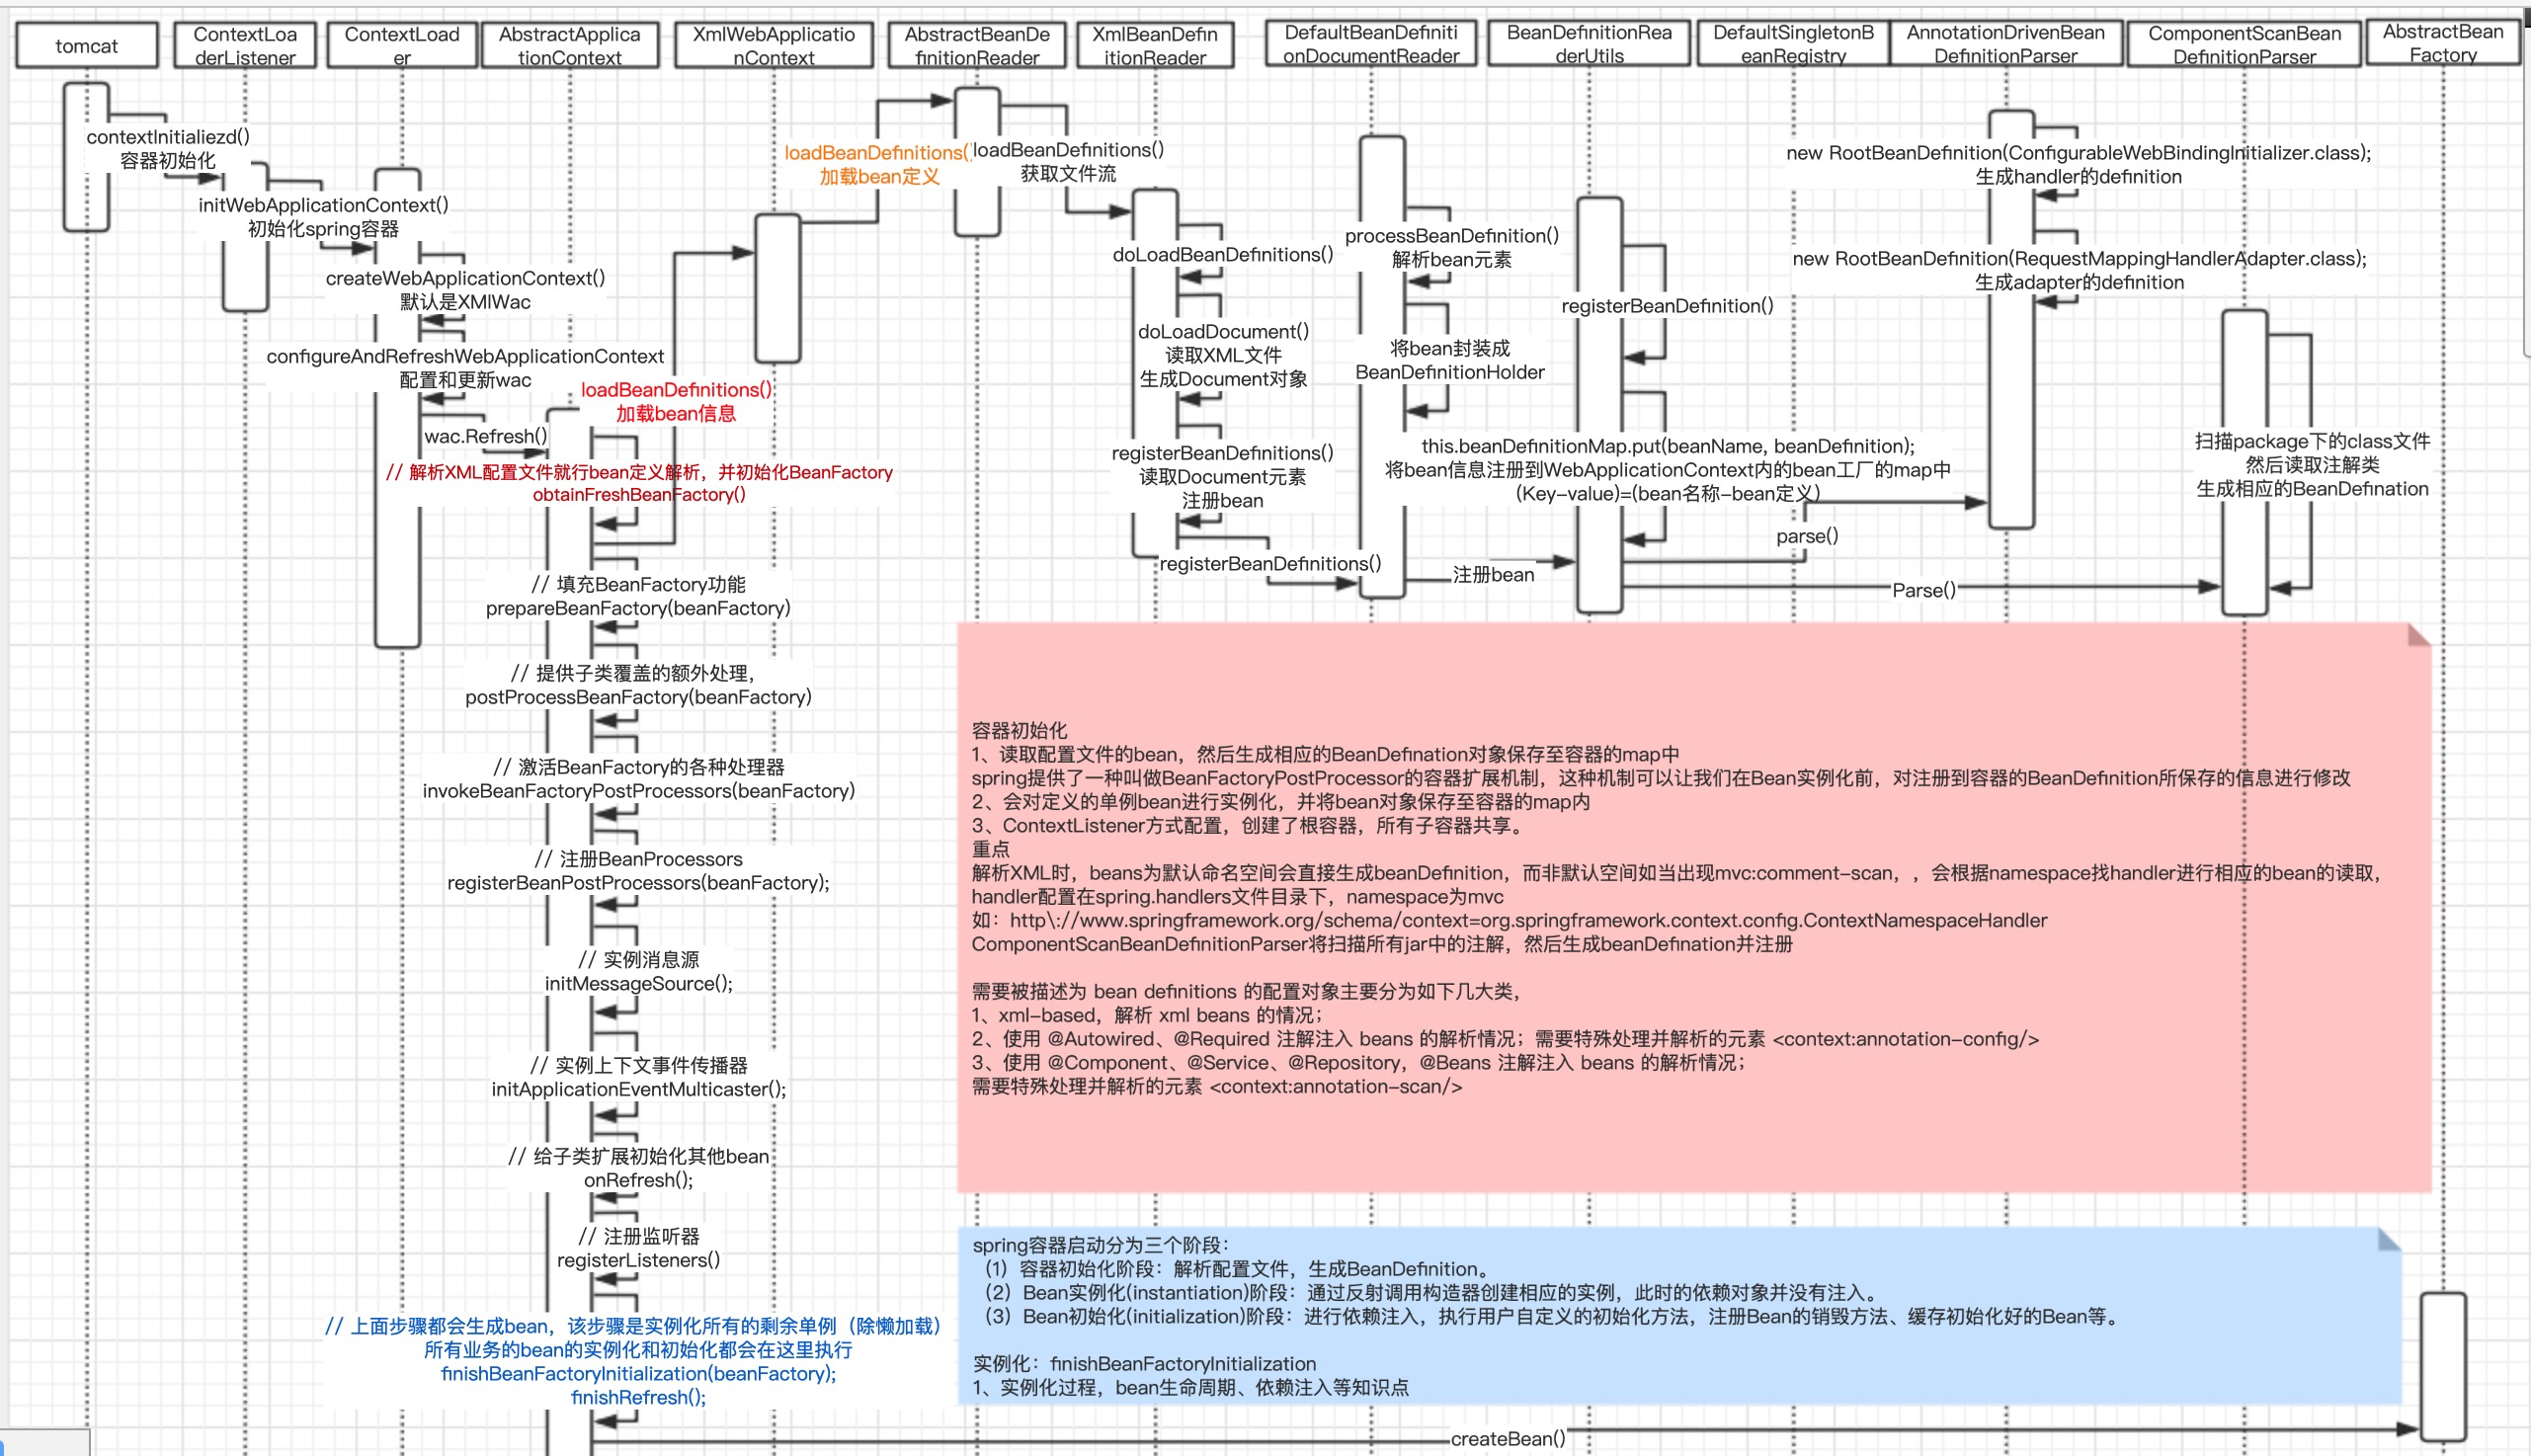 tomcat
ContextLoa
derListener
ContextLoad
er
AbstractApplica
tionContext
XmlWebApplicatio
nContext
AbstractBeanDe
finitionReader
XmlBeanDefin
itionReader
DefaultBeanDefiniti
onDocumentReader
BeanDefinitionRea
derUtils
DefaultSingletonB
eanRegistry
AnnotationDrivenBean
DefinitionParser
ComponentScanBean
DefinitionParser
AbstractBean
Factory
contextInitialiezd()
容器初始化
initWebApplicationContext()
初始化spring容器
createWebApplicationContext()
默认是XMlWac
configureAndRefreshWebApplicationContext
配置和更新wac
wac.Refresh()
loadBeanDefinitions()
加载bean信息
// 解析XML配置文件就行bean定义解析，并初始化BeanFactory
obtainFreshBeanFactory()
// 填充BeanFactory功能
prepareBeanFactory(beanFactory)
// 提供子类覆盖的额外处理，
postProcessBeanFactory(beanFactory)
// 激活BeanFactory的各种处理器
invokeBeanFactoryPostProcessors(beanFactory)
// 注册BeanProcessors
registerBeanPostProcessors(beanFactory);
// 实例消息源
initMessageSource();
// 实例上下文事件传播器
initApplicationEventMulticaster();
// 给子类扩展初始化其他bean
onRefresh();
// 注册监听器
registerListeners()
// 上面步骤都会生成bean，该步骤是实例化所有的剩余单例（除懒加载）
所有业务的bean的实例化和初始化都会在这里执行
finishBeanFactoryInitialization(beanFactory);
finishRefresh();
loadBeanDefinitions(
加载bean定义
loadBeanDefinitions()
获取文件流
doLoadBeanDefinitions()
doLoadDocument()
读取XML文件
生成Document对象
registerBeanDefinitions()
读取Document元素
注册bean
registerBeanDefinitions()
processBeanDefinition()
解析bean元素
将bean封装成
BeanDefinitionHolder
注册bean
registerBeanDefinition()
this.beanDefinitionMap.put(beanName, beanDefinition);
将bean信息注册到WebApplicationContext内的bean工厂的map中
(Key-value)=(bean名称-bean定义)
parse()
Parse()
new RootBeanDefinition(ConfigurableWebBindingInitializer.class);
生成handler的definition
new RootBeanDefinition(RequestMappingHandlerAdapter.class);
生成adapter的definition
扫描package下的class文件
然后读取注解类
生成相应的BeanDefination
容器初始化
1、读取配置文件的bean，然后生成相应的BeanDefination对象保存至容器的map中
spring提供了一种叫做BeanFactoryPostProcessor的容器扩展机制，这种机制可以让我们在Bean实例化前，对注册到容器的BeanDefinition所保存的信息进行修改
2、会对定义的单例bean进行实例化，并将bean对象保存至容器的map内
3、ContextListener方式配置，创建了根容器，所有子容器共享。
重点
解析XML时，beans为默认命名空间会直接生成beanDefinition，而非默认空间如当出现mvc:comment-scan，，会根据namespace找handler进行相应的bean的读取，
handler配置在spring.handlers文件目录下，namespace为mvc
如：http\://www.springframework.org/schema/context=org.springframework.context.config.ContextNamespaceHandler
ComponentScanBeanDefinitionParser将扫描所有jar中的注解，然后生成beanDefination并注册
需要被描述为 bean definitions 的配置对象主要分为如下几大类，
1、xml-based，解析 xml beans 的情况；
2、使用 @Autowired、@Required 注解注入 beans 的解析情况；需要特殊处理并解析的元素 <context:annotation-config/>
3、使用 @Component、@Service、@Repository，@Beans 注解注入 beans 的解析情况；
需要特殊处理并解析的元素 <context:annotation-scan/>
spring容器启动分为三个阶段：
（1）容器初始化阶段：解析配置文件，生成BeanDefinition。
（2）Bean实例化(instantiation)阶段：通过反射调用构造器创建相应的实例，此时的依赖对象并没有注入。
（3）Bean初始化(initialization)阶段：进行依赖注入，执行用户自定义的初始化方法，注册Bean的销毁方法、缓存初始化好的Bean等。
实例化：finishBeanFactoryInitialization
1、实例化过程，bean生命周期、依赖注入等知识点
createBean()